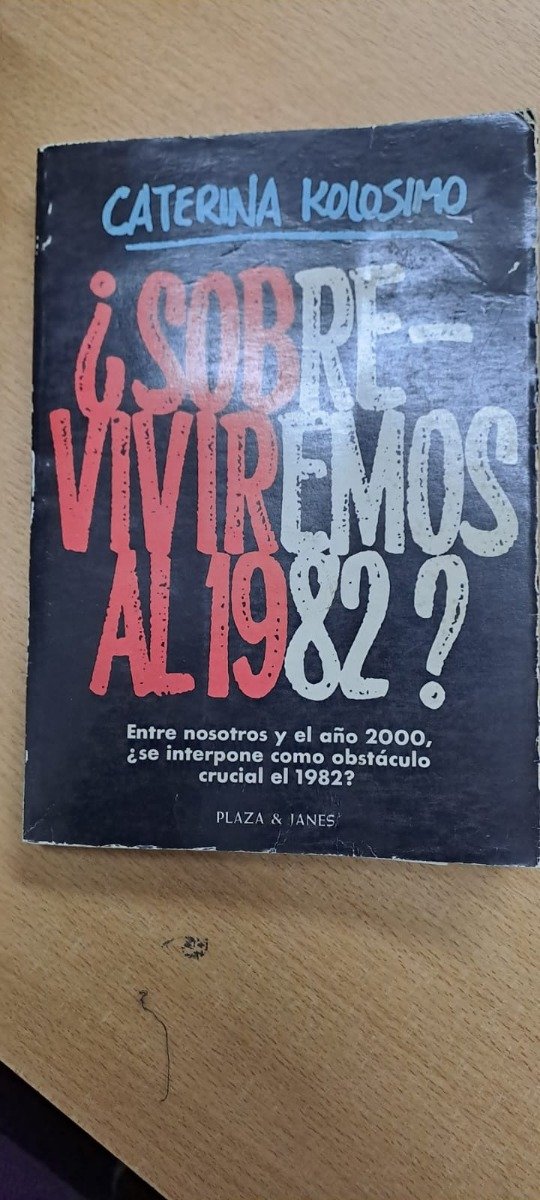 CATERINA KOLOSIMO
¿SOBRE-
VIVIREMOS
AL 1982?
Entre nosotros y el año 2000,
¿se interpone como obstáculo
crucial el 1982?
PLAZA & JANES